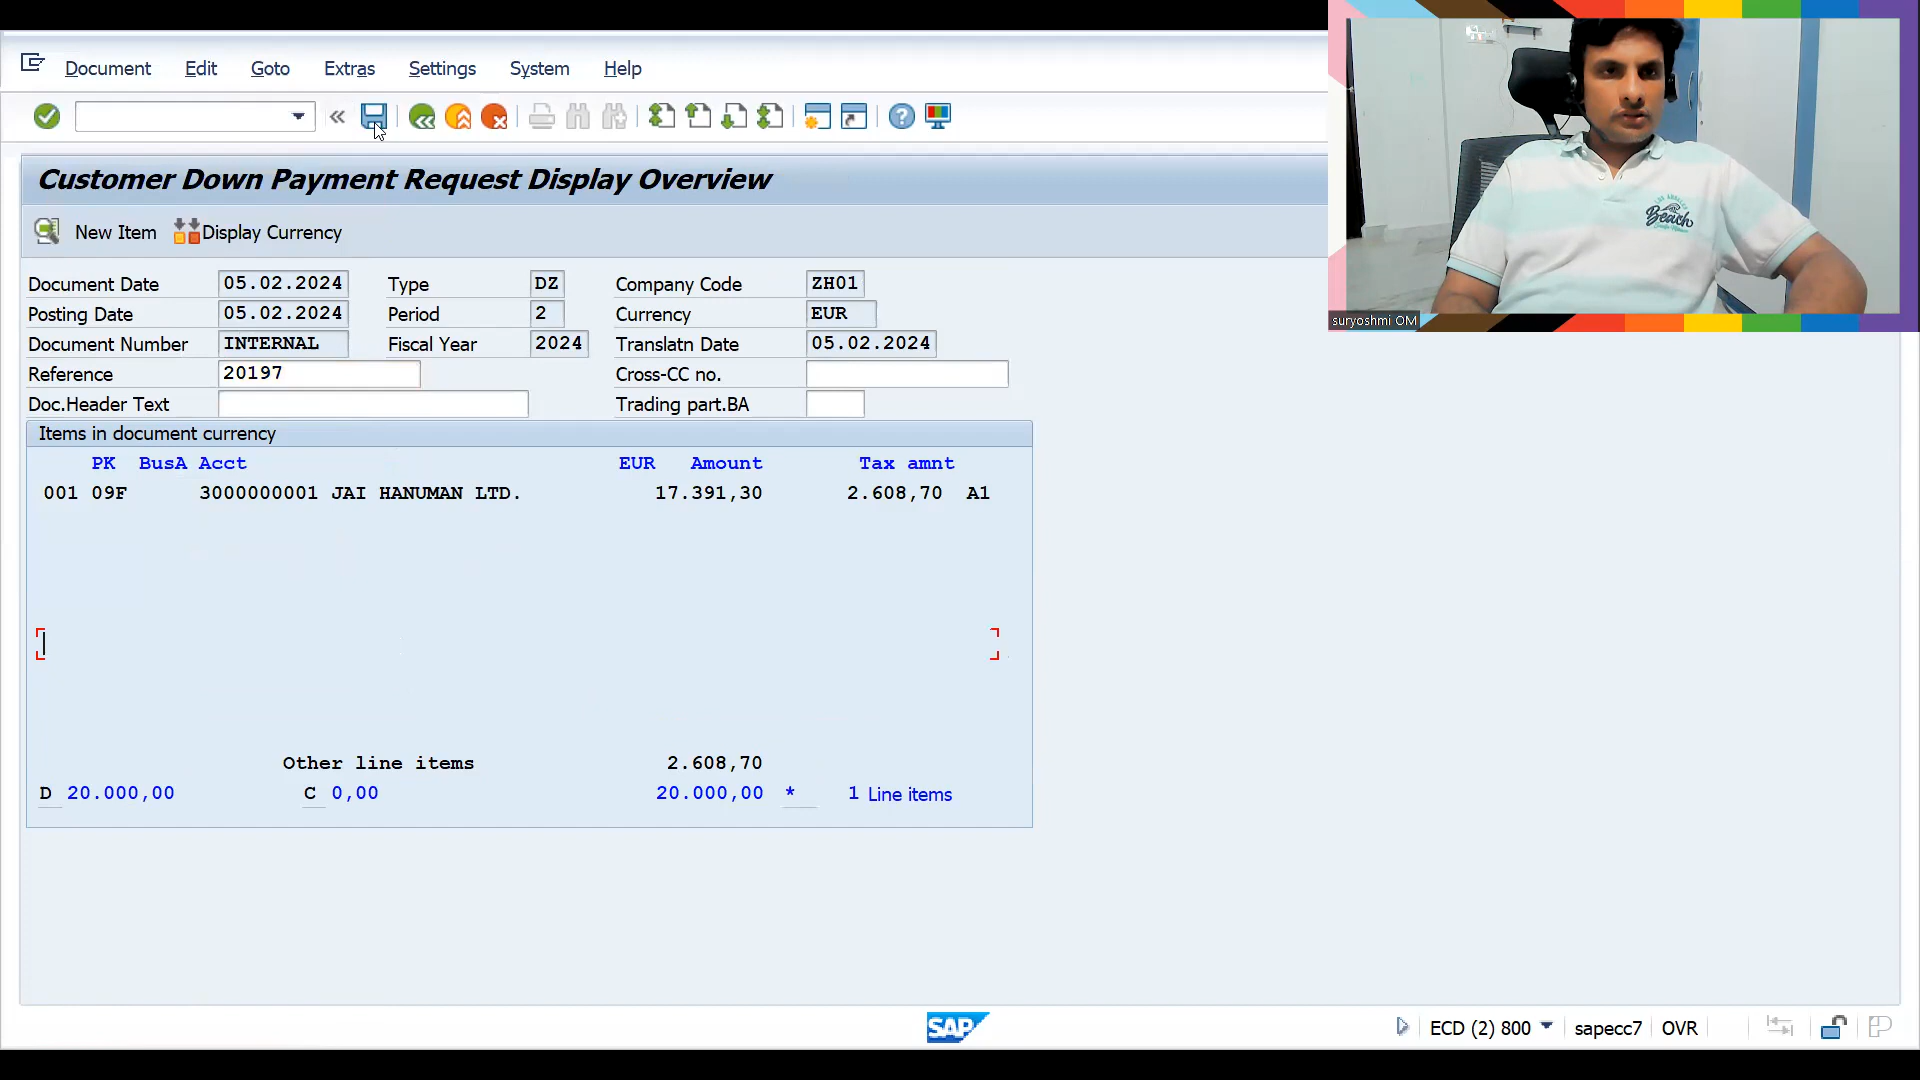 Document Edit Goto Extras Settings System Help
Customer Down Payment Request Display Overview
New Item Display Currency
Document Date 05.02.2024 Type DZ Company Code ZH01
Posting Date 05.02.2024 Period 2 Currency EUR
Document Number INTERNAL Fiscal Year 2024 Translatn Date 05.02.2024
Reference 20197 Cross-CC no.
Doc.Header Text Trading part.BA
Items in document currency
PK BusA Acct EUR Amount Tax amnt
001 09F 3000000001 JAI HANUMAN LTD. 17.391,30 2.608,70 A1
Other line items 2.608,70
D 20.000,00 C 0,00 20.000,00 * 1 Line items
SAP ECD (2) 800 sapecc7 OVR
Beach
suryoshmi OM